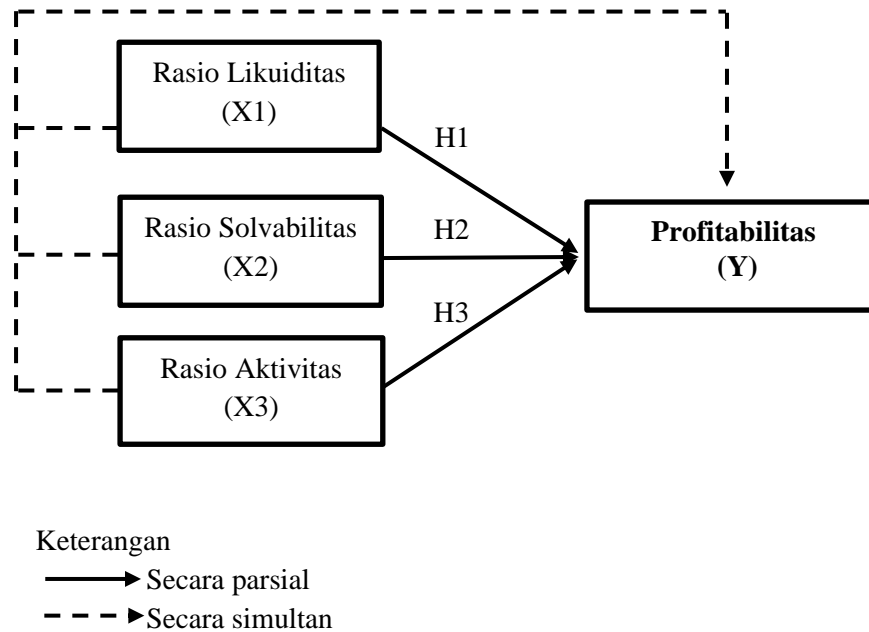 Rasio Likuiditas
(X1)
H1
Rasio Solvabilitas
(X2)
H2
Profitabilitas
(Y)
H3
Rasio Aktivitas
(X3)
Keterangan
Secara parsial
Secara simultan